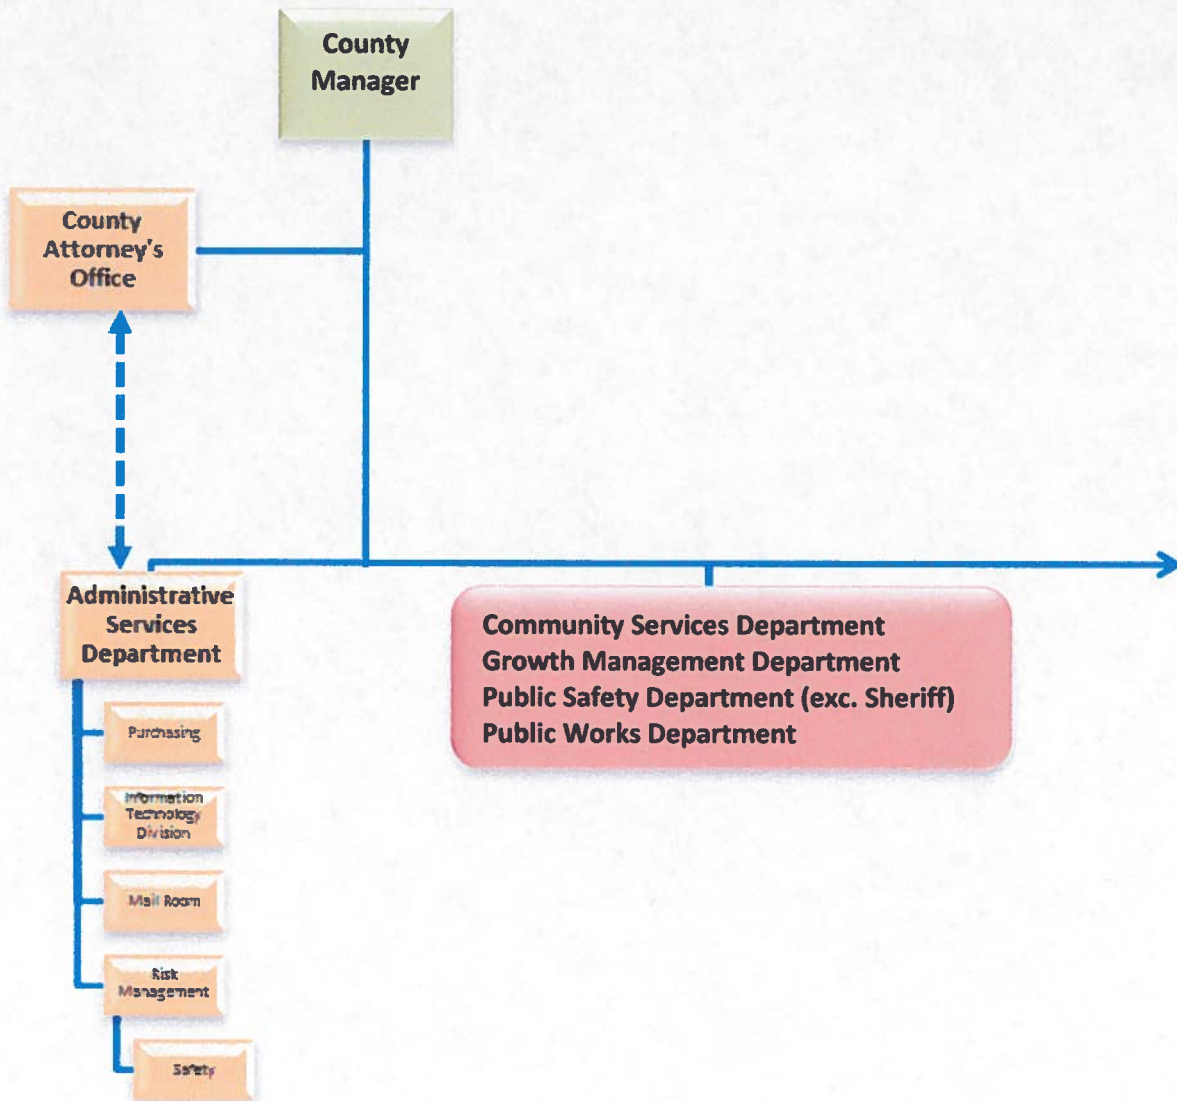 County
Manager
County
Attorney's
Office
Administrative
Services
Department
Community Services Department
Growth Management Department
Public Safety Department (exc. Sheriff)
Public Works Department
Purchasing
Information
Technology
Division
Mail Room
Risk
Management
Safety